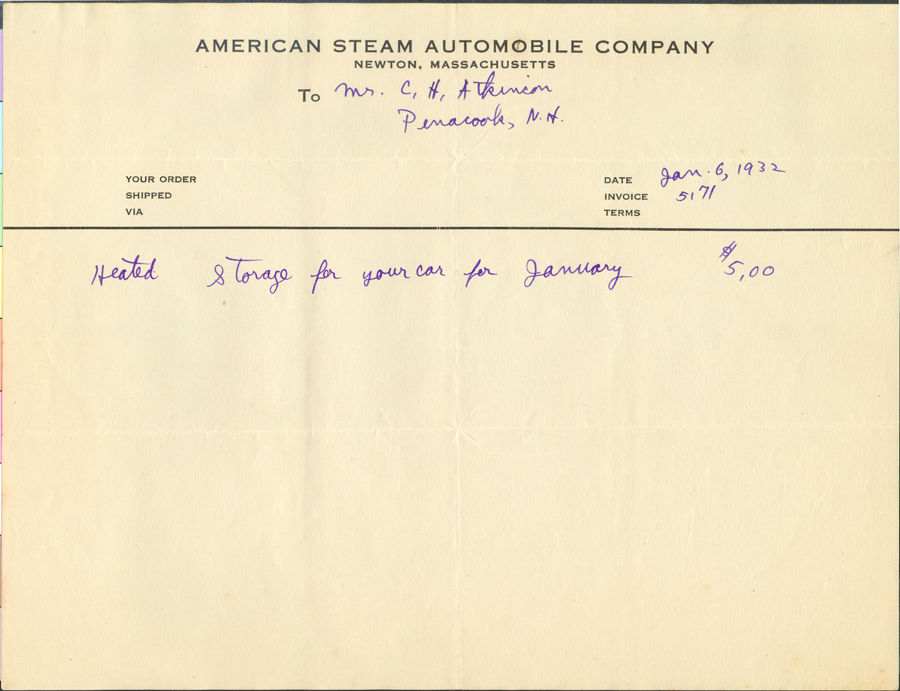 AMERICAN STEAM AUTOMOBILE COMPANY
NEWTON, MASSACHUSETTS
TO Mr. C. H. Atkinson
Penacook, N.H.
YOUR ORDER
SHIPPED
VIA
DATE Jan. 6, 1932
INVOICE 5171
TERMS
Heated Storage for your car for January $5,00